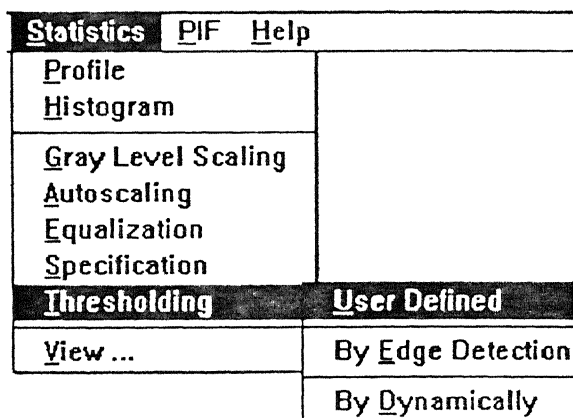 Statistics PIF Help
Profile
Histogram
Gray Level Scaling
Autoscaling
Equalization
Specification
Thresholding User Defined
View ... By Edge Detection
By Dynamically